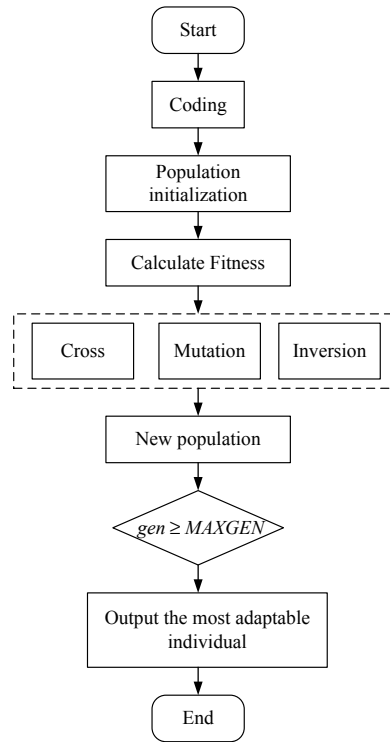 Start
Coding
Population
initialization
Calculate Fitness
Cross
Mutation
Inversion
New population
gen ≥ MAXGEN
Output the most adaptable
individual
End